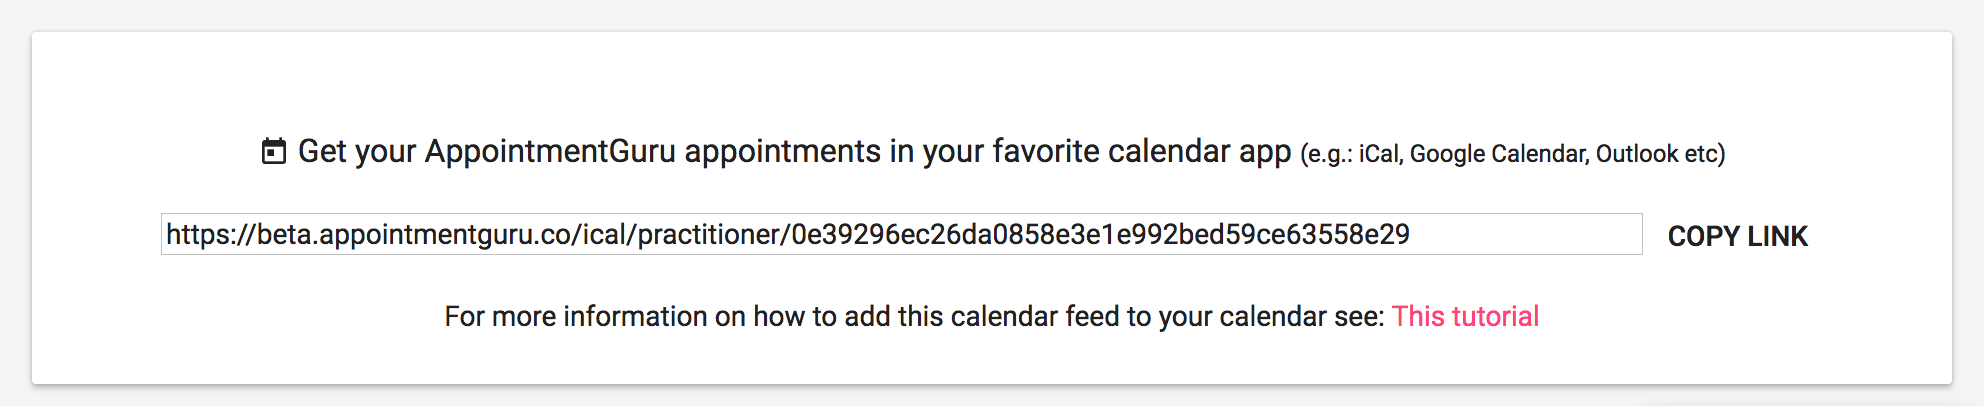 Get your AppointmentGuru appointments in your favorite calendar app (e.g.: iCal, Google Calendar, Outlook etc)
https://beta.appointmentguru.co/ical/practitioner/0e39296ec26da0858e3e1e992bed59ce63558e29 COPY LINK
For more information on how to add this calendar feed to your calendar see: This tutorial